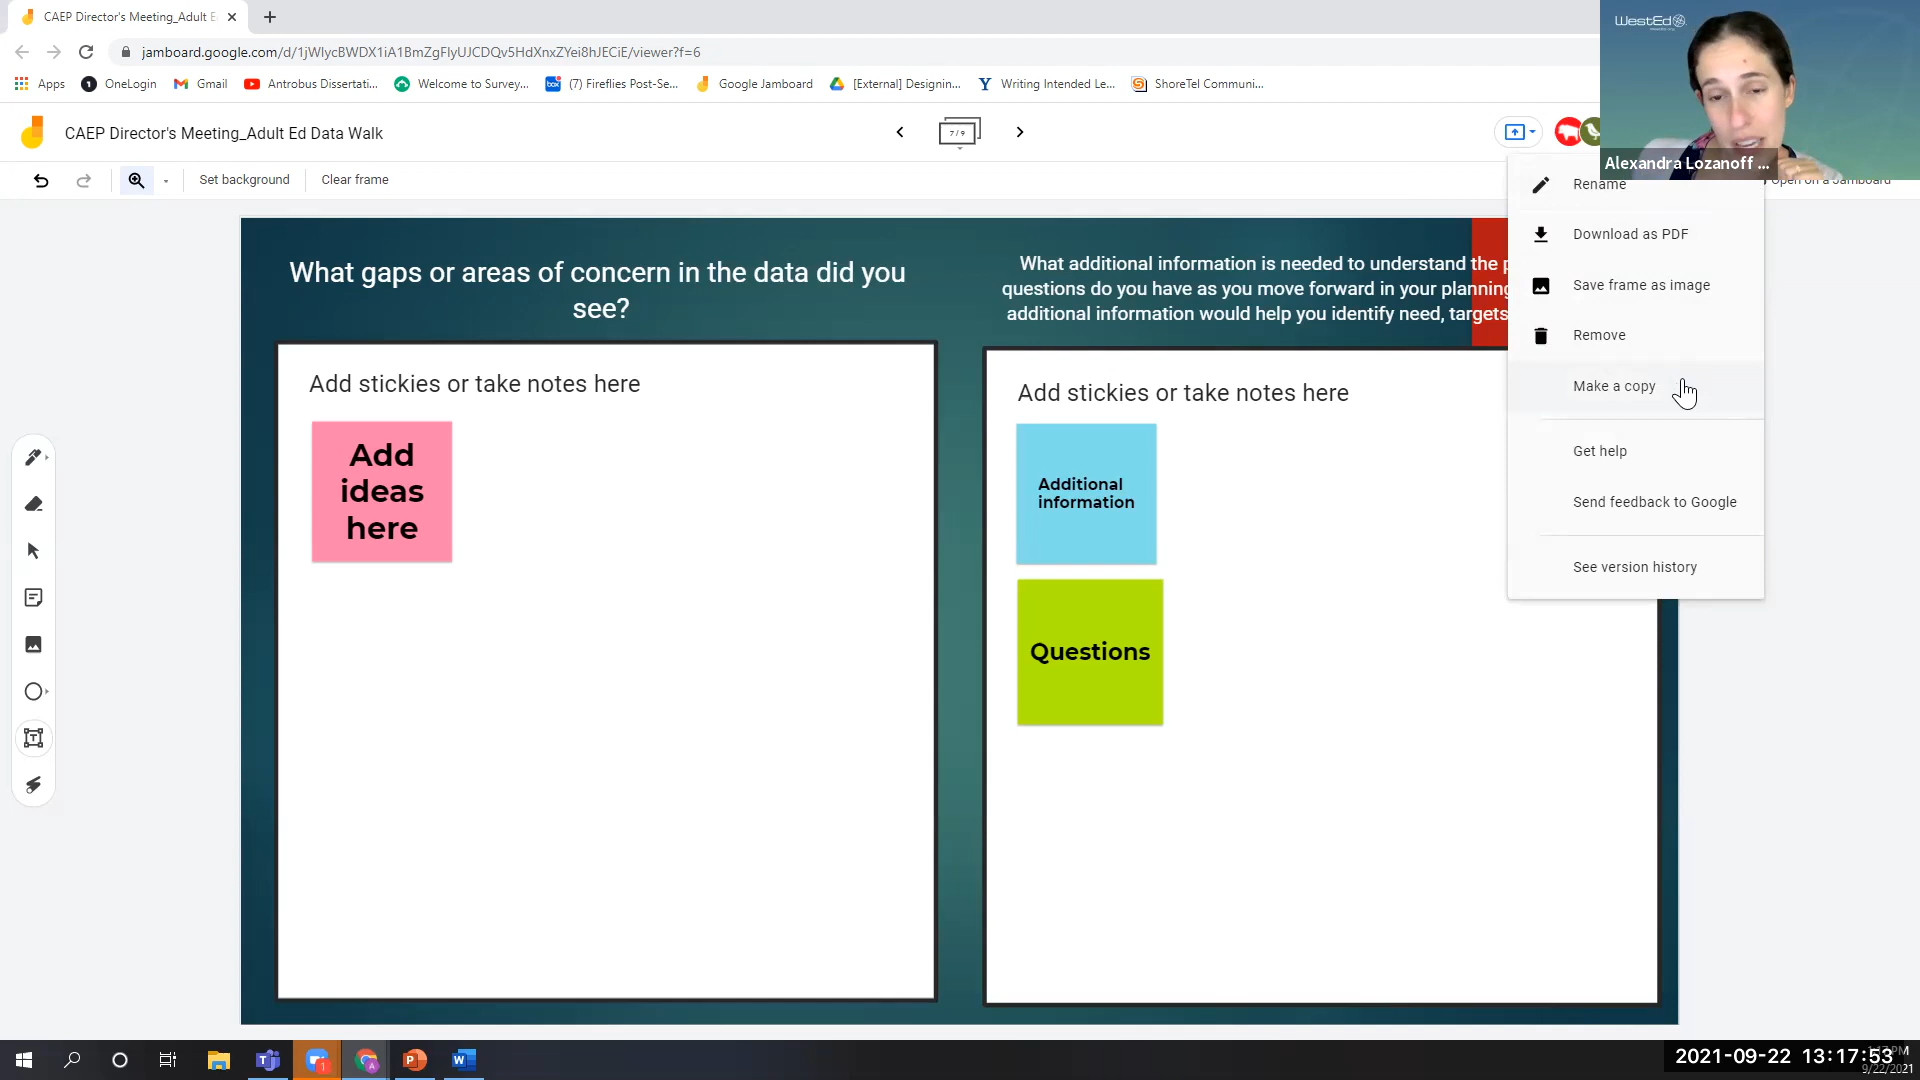 CAEP Director's Meeting_Adult E
jamboard.google.com/d/1jWlycBWDX1iA1BmZgFlyUJCDQv5HdXnxZYei8hJECiE/viewer?f=6
Apps OneLogin Gmail Antrobus Dissertati... Welcome to Survey... (7) Fireflies Post-Se... Google Jamboard [External] Designin... Writing Intended Le... ShoreTel Communi...
WestEd
Alexandra Lozanoff ...
CAEP Director's Meeting_Adult Ed Data Walk
7 / 9
Set background Clear frame
Open on a Jamboard
Rename
Download as PDF
Save frame as image
Remove
Make a copy
Get help
Send feedback to Google
See version history
What gaps or areas of concern in the data did you
see?
Add stickies or take notes here
Add
ideas
here
What additional information is needed to understand the
questions do you have as you move forward in your planning
additional information would help you identify need, targets
Add stickies or take notes here
Additional
information
Questions
2021-09-22 13:17:53
9/22/2021